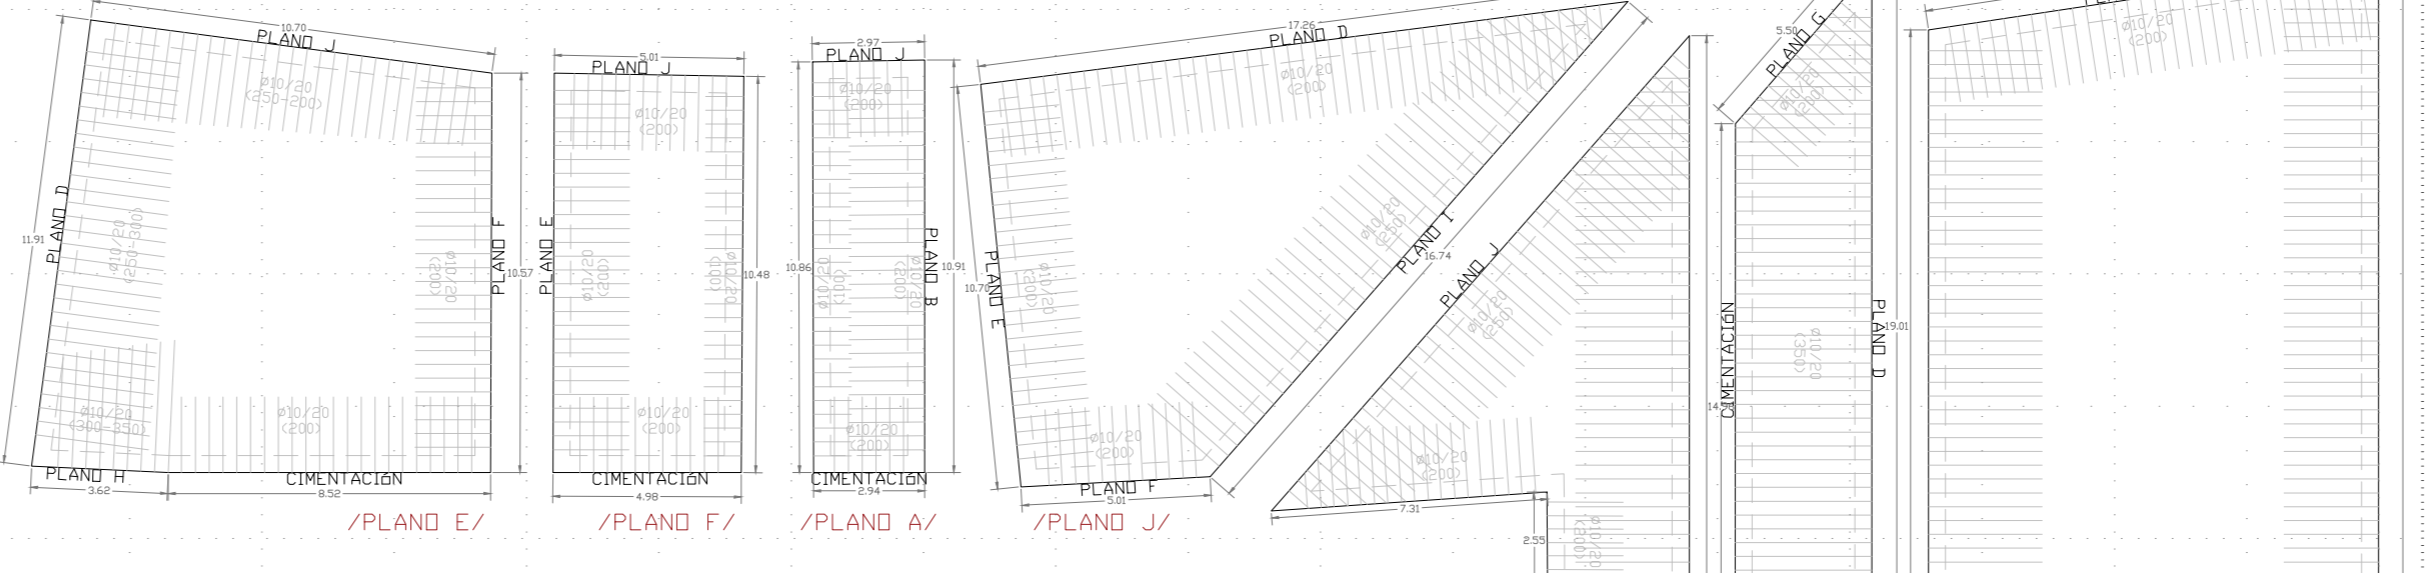 10.70
PLANO J
Ø10/20
(250-200)
PLANO D
11.91
Ø10/20
(250-300)
Ø10/20
(200)
PLANO F
10.57
Ø10/20
(300-350)
Ø10/20
(200)
PLANO H
3.62
CIMENTACIóN
8.52
/PLANO E/
5.01
PLANO J
Ø10/20
(200)
PLANO E
Ø10/20
(200)
Ø10/20
(100)
10.48
Ø10/20
(200)
CIMENTACIóN
4.98
/PLANO F/
2.97
PLANO J
Ø10/20
(200)
10.86
Ø10/20
(100)
Ø10/20
(200)
PLANO B
10.91
Ø10/20
(200)
CIMENTACIóN
2.94
/PLANO A/
17.26
PLANO D
Ø10/20
(200)
10.70
PLANO E
Ø10/20
(200)
Ø10/20
(250)
PLANO I
16.74
Ø10/20
(200)
PLANO F
5.01
/PLANO J/
PLANO J
Ø10/20
(250)
Ø10/20
(200)
7.31
2.55
Ø10/20
(200)
5.50
PLANO G
Ø10/20
(200)
CIMENTACIóN
Ø10/20
(350)
PLANO D
19.01
Ø10/20
(200)